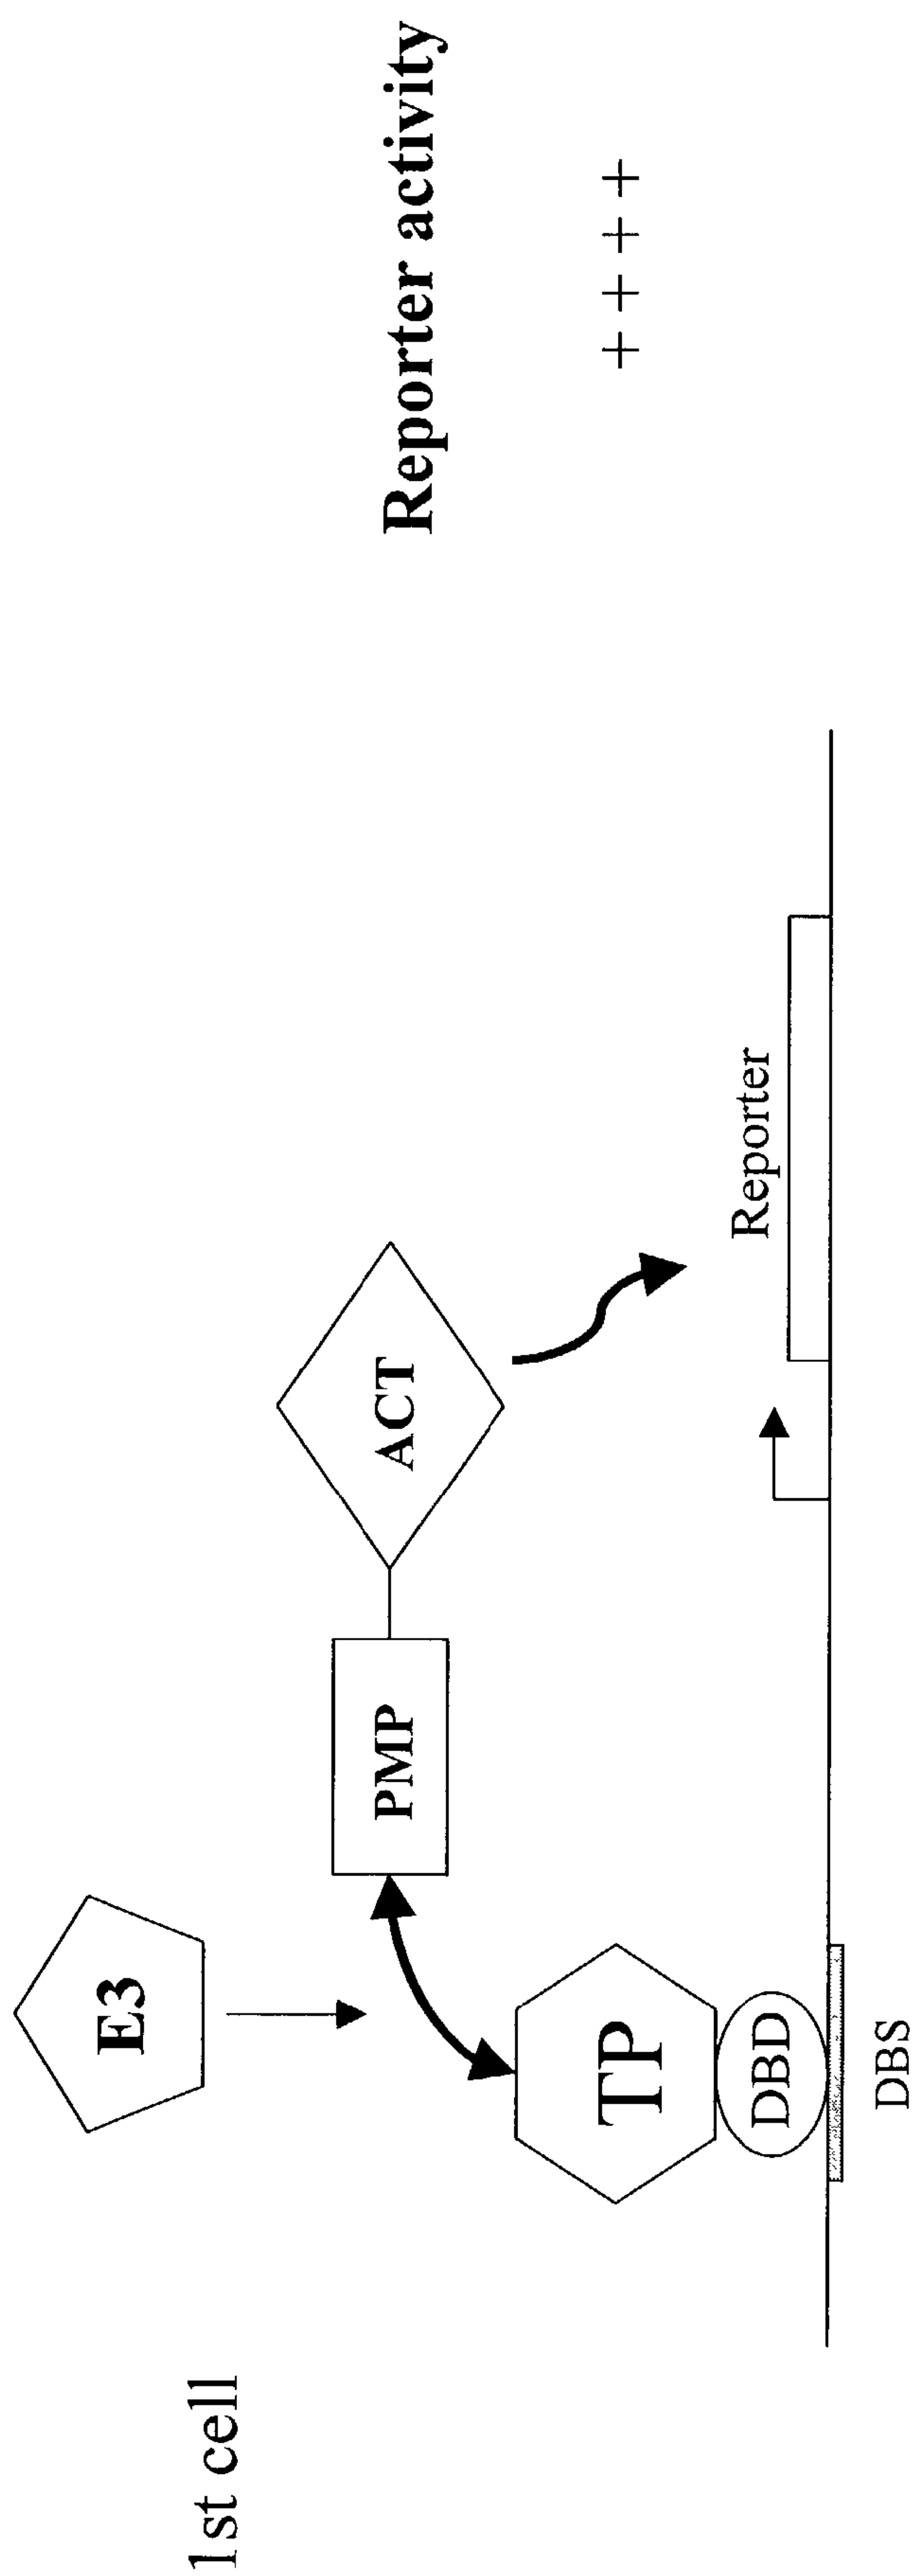 1st cell
E3
PMP
ACT
TP
DBD
DBS
Reporter
Reporter activity
++++